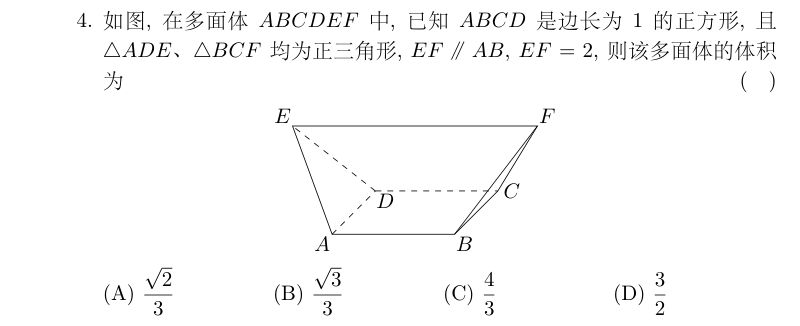 4. 如图, 在多面体 ABCDEF 中, 已知 ABCD 是边长为 1 的正方形, 且
△ADE、△BCF 均为正三角形, EF ∥ AB, EF = 2, 则该多面体的体积
为 ( )
E F
D C
A B
(A) √2/3 (B) √3/3 (C) 4/3 (D) 3/2